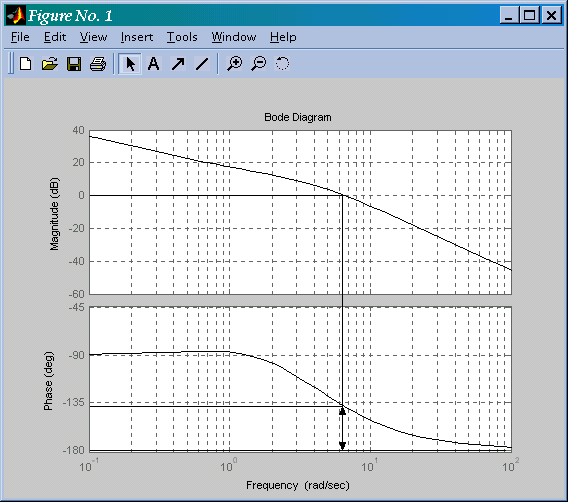 Figure No. 1
File Edit View Insert Tools Window Help
A
Bode Diagram
Magnitude (dB)
40
20
0
-20
-40
-60
Phase (deg)
-45
-90
-135
-180
10^-1 10^0 10^1 10^2
Frequency (rad/sec)